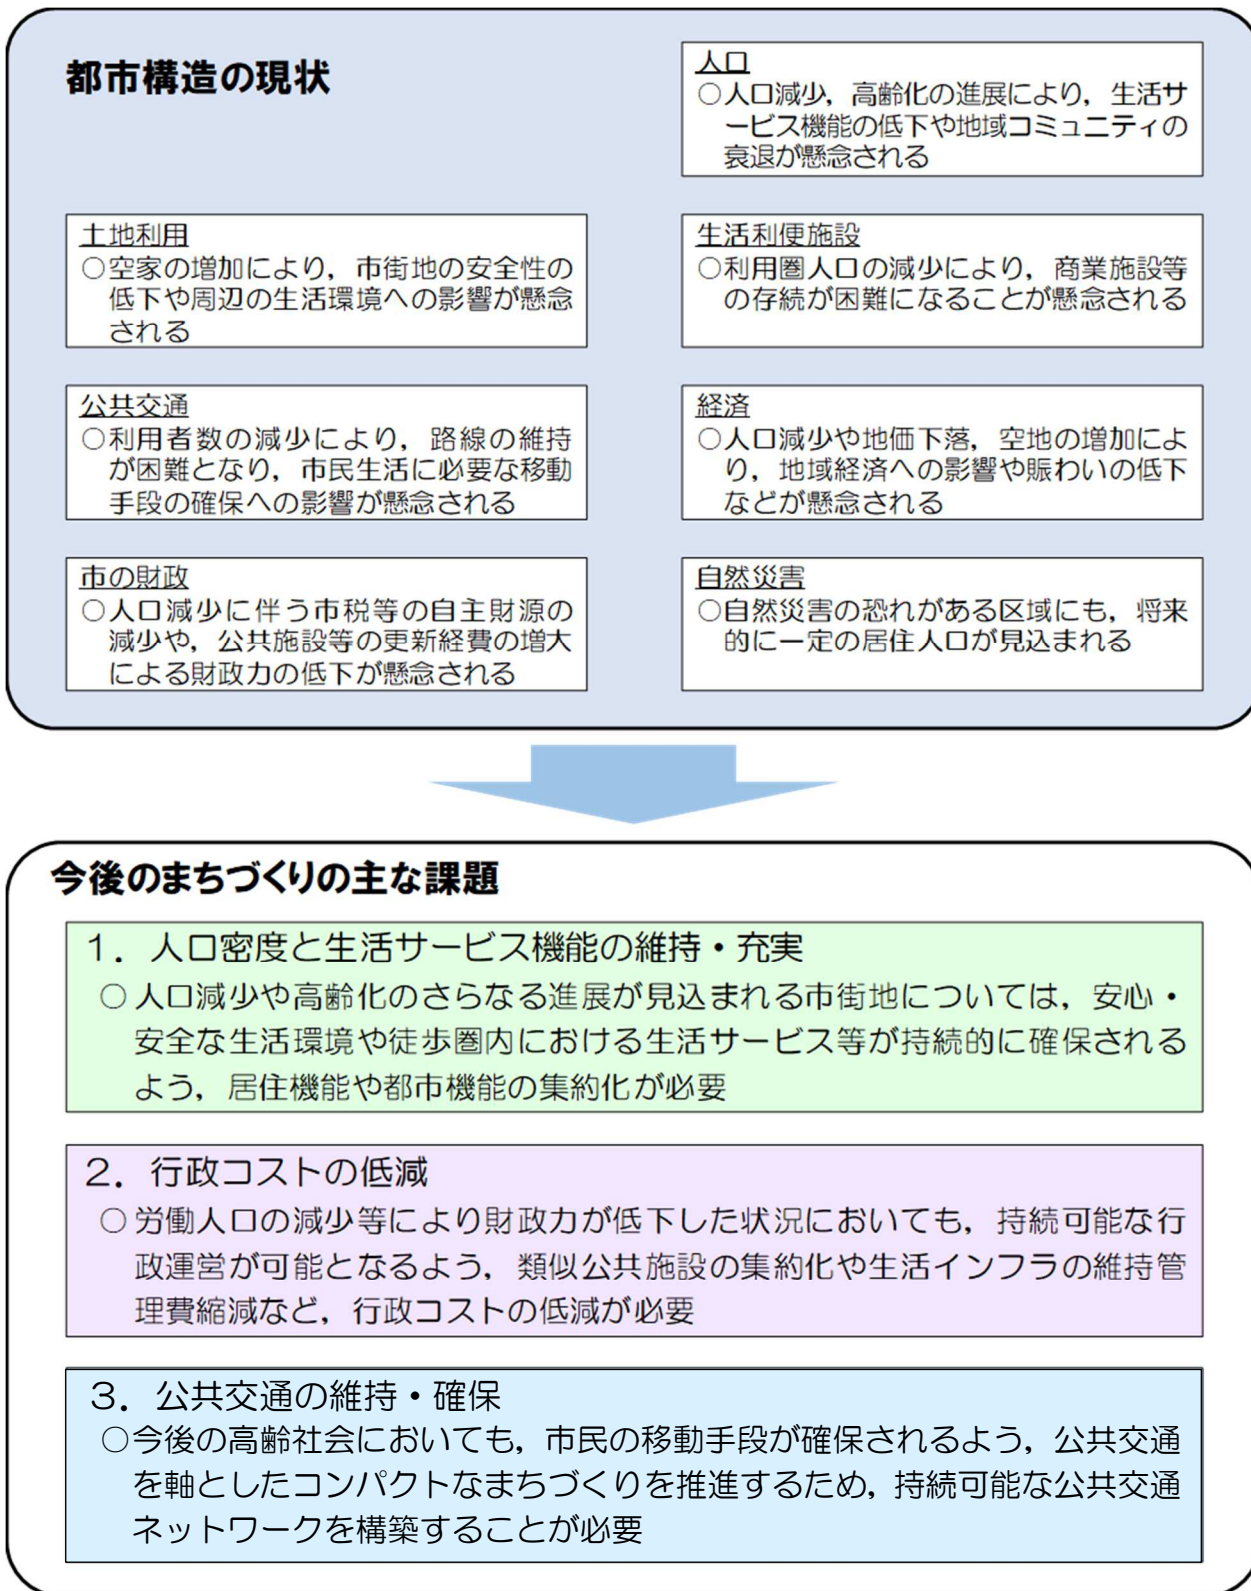 都市構造の現状
人口
○人口減少，高齢化の進展により，生活サ
ービス機能の低下や地域コミュニティの
衰退が懸念される
土地利用
○空家の増加により，市街地の安全性の
低下や周辺の生活環境への影響が懸念
される
生活利便施設
○利用圏人口の減少により，商業施設等
の存続が困難になることが懸念される
公共交通
○利用者数の減少により，路線の維持
が困難となり，市民生活に必要な移動
手段の確保への影響が懸念される
経済
○人口減少や地価下落，空地の増加によ
り，地域経済への影響や賑わいの低下
などが懸念される
市の財政
○人口減少に伴う市税等の自主財源の
減少や，公共施設等の更新経費の増大
による財政力の低下が懸念される
自然災害
○自然災害の恐れがある区域にも，将来
的に一定の居住人口が見込まれる
今後のまちづくりの主な課題
１．人口密度と生活サービス機能の維持・充実
○人口減少や高齢化のさらなる進展が見込まれる市街地については，安心・
安全な生活環境や徒歩圏内における生活サービス等が持続的に確保される
よう，居住機能や都市機能の集約化が必要
２．行政コストの低減
○労働人口の減少等により財政力が低下した状況においても，持続可能な行
政運営が可能となるよう，類似公共施設の集約化や生活インフラの維持管
理費縮減など，行政コストの低減が必要
３．公共交通の維持・確保
○今後の高齢社会においても，市民の移動手段が確保されるよう，公共交通
を軸としたコンパクトなまちづくりを推進するため，持続可能な公共交通
ネットワークを構築することが必要